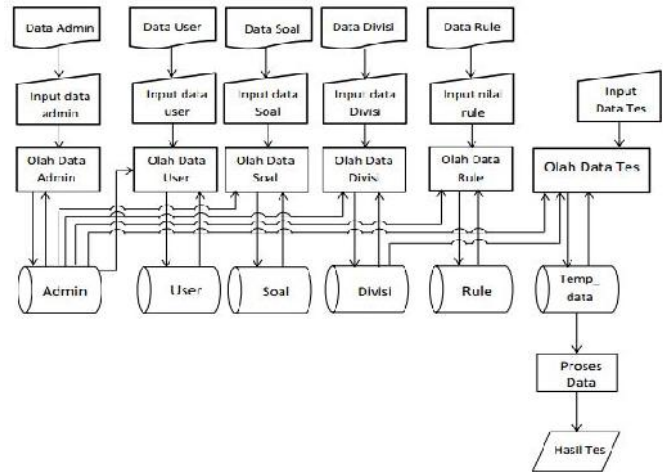 Data Admin
Data User
Data Soal
Data Divisi
Data Rule
Input data
admin
Input data
user
Input data
Soal
Input data
Divisi
Input nilai
rule
Input
Data Tes
Olah Data
Admin
Olah Data
User
Olah Data
Soal
Olah Data
Divisi
Olah Data
Rule
Olah Data Tes
Admin
User
Soal
Divisi
Rule
Temp_
data
Proses
Data
Hasil Tes